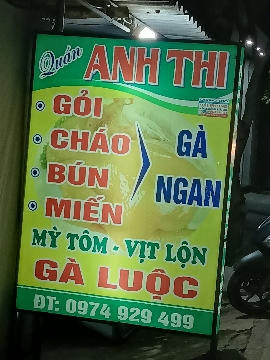 Quán ANH THI
GỎI
CHÁO
BÚN
MIẾN
GÀ
NGAN
MỲ TÔM - VỊT LỘN
GÀ LUỘC
ĐT: 0974 929 499